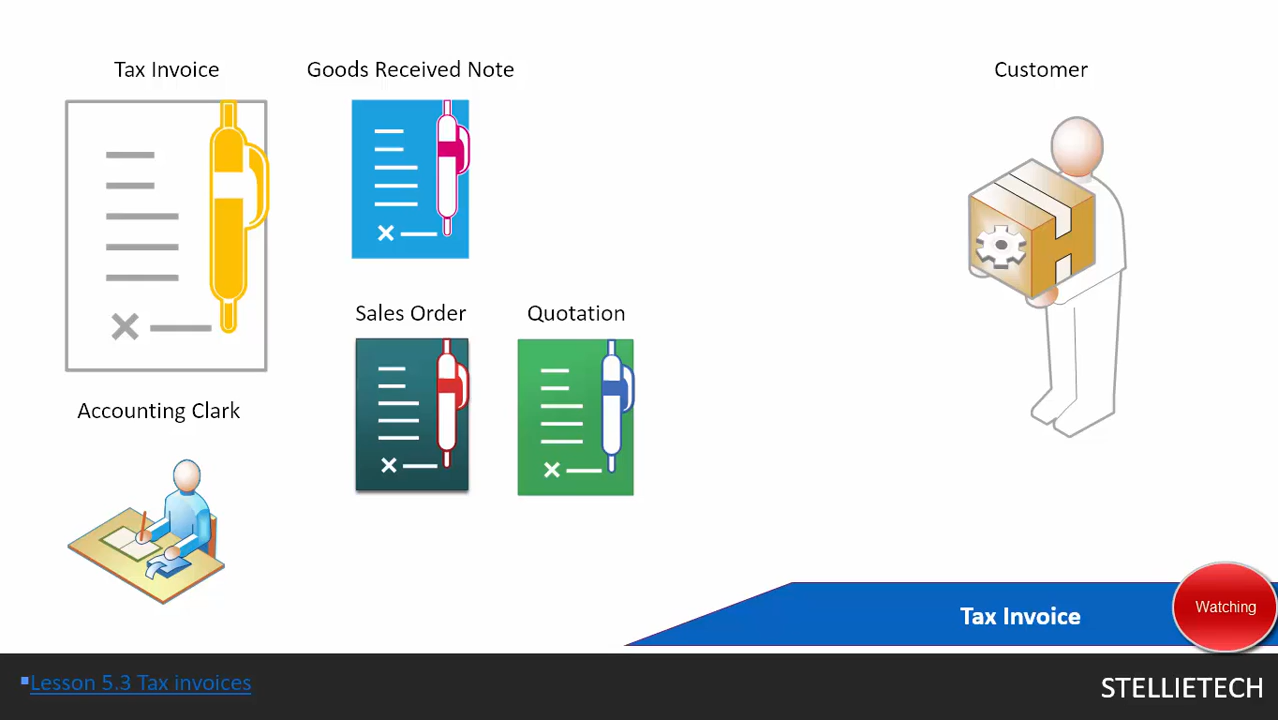 Tax Invoice
Goods Received Note
Customer
Sales Order
Quotation
Accounting Clark
Tax Invoice
Watching
Lesson 5.3 Tax invoices
STELLIETECH